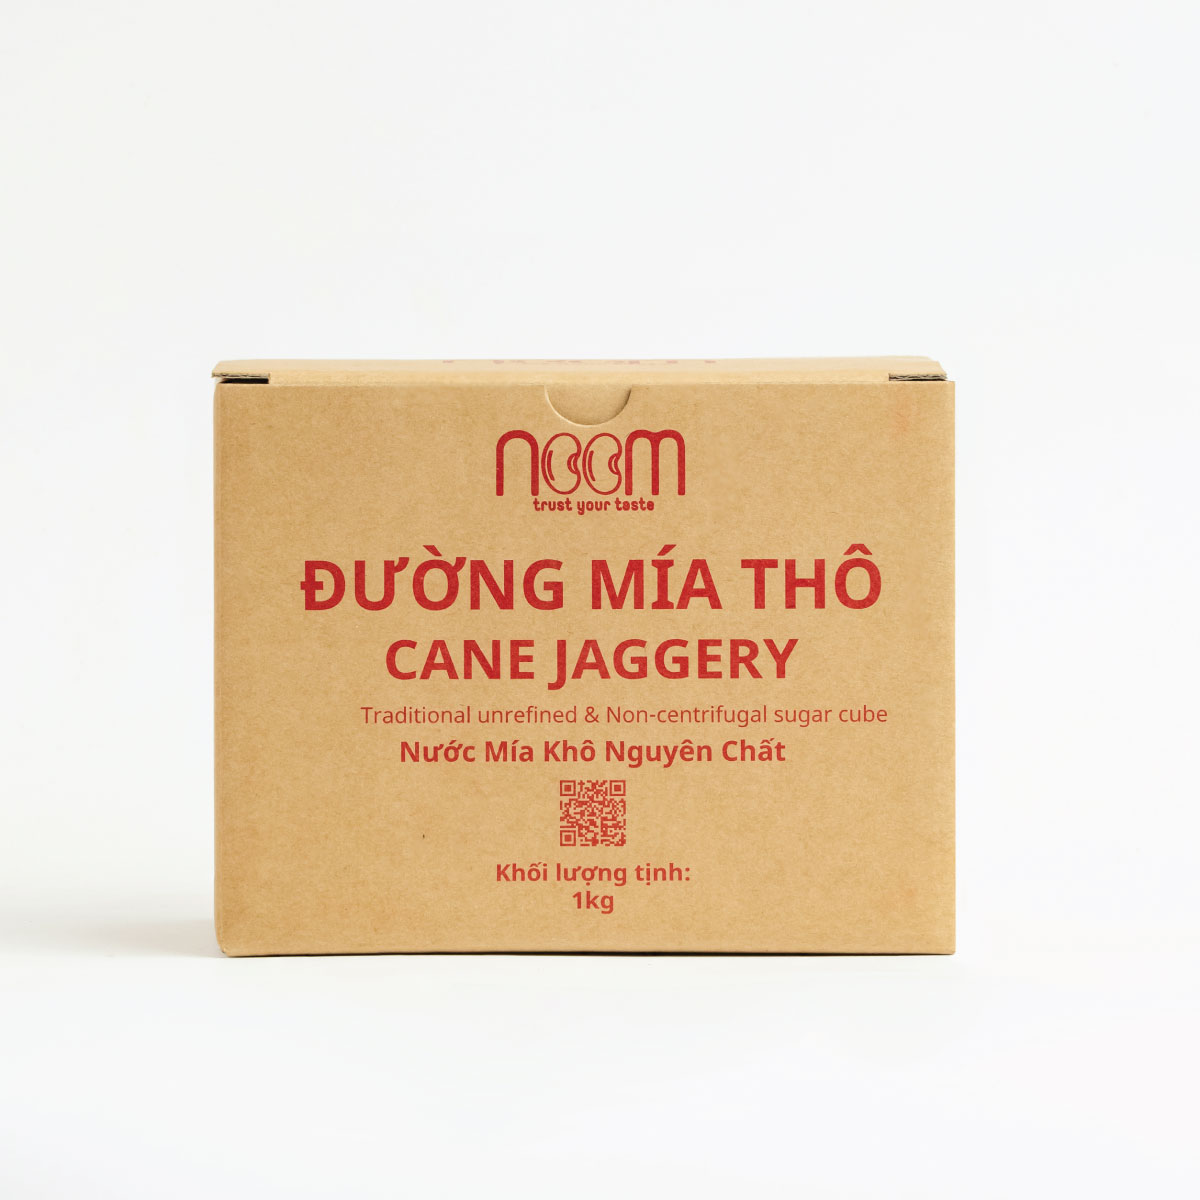 noom
trust your taste
ĐƯỜNG MÍA THÔ
CANE JAGGERY
Traditional unrefined & Non-centrifugal sugar cube
Nước Mía Khô Nguyên Chất
Khối lượng tịnh:
1kg